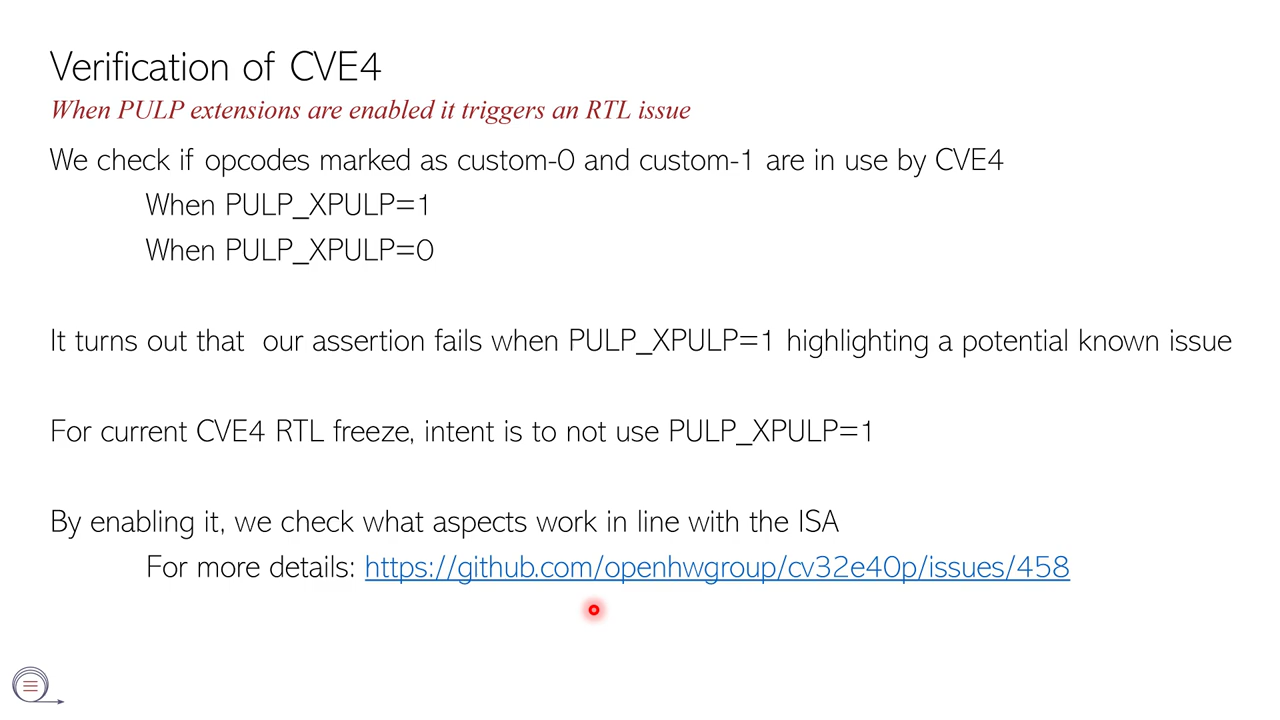 Verification of CVE4
When PULP extensions are enabled it triggers an RTL issue
We check if opcodes marked as custom-0 and custom-1 are in use by CVE4
When PULP_XPULP=1
When PULP_XPULP=0
It turns out that  our assertion fails when PULP_XPULP=1 highlighting a potential known issue
For current CVE4 RTL freeze, intent is to not use PULP_XPULP=1
By enabling it, we check what aspects work in line with the ISA
For more details: https://github.com/openhwgroup/cv32e40p/issues/458